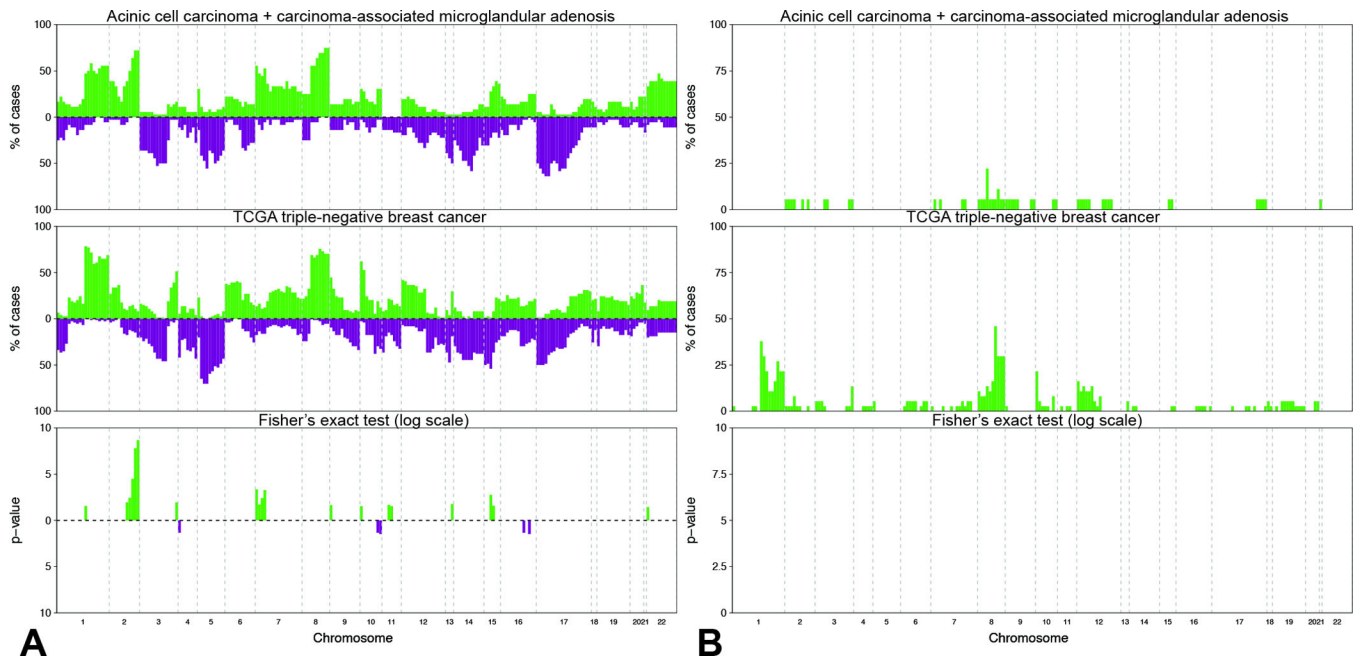 Acinic cell carcinoma + carcinoma-associated microglandular adenosis
100
50
0
50
100
% of cases
TCGA triple-negative breast cancer
100
50
0
50
100
% of cases
Fisher's exact test (log scale)
10
5
0
5
10
p-value
1 2 3 4 5 6 7 8 9 10 11 12 13 14 15 16 17 18 19 2021 22
Chromosome
A
Acinic cell carcinoma + carcinoma-associated microglandular adenosis
100
75
50
25
0
% of cases
TCGA triple-negative breast cancer
100
75
50
25
0
% of cases
Fisher's exact test (log scale)
10
7.5
5
2.5
0
p-value
1 2 3 4 5 6 7 8 9 10 11 12 13 14 15 16 17 18 19 2021 22
Chromosome
B